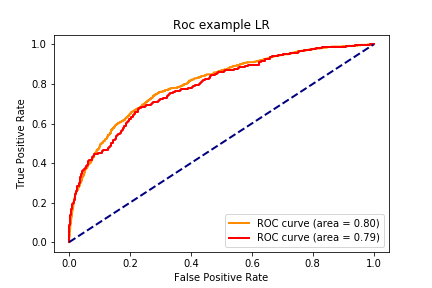 Roc example LR
1.0
0.8
0.6
0.4
0.2
0.0
True Positive Rate
ROC curve (area = 0.80)
ROC curve (area = 0.79)
0.0 0.2 0.4 0.6 0.8 1.0
False Positive Rate